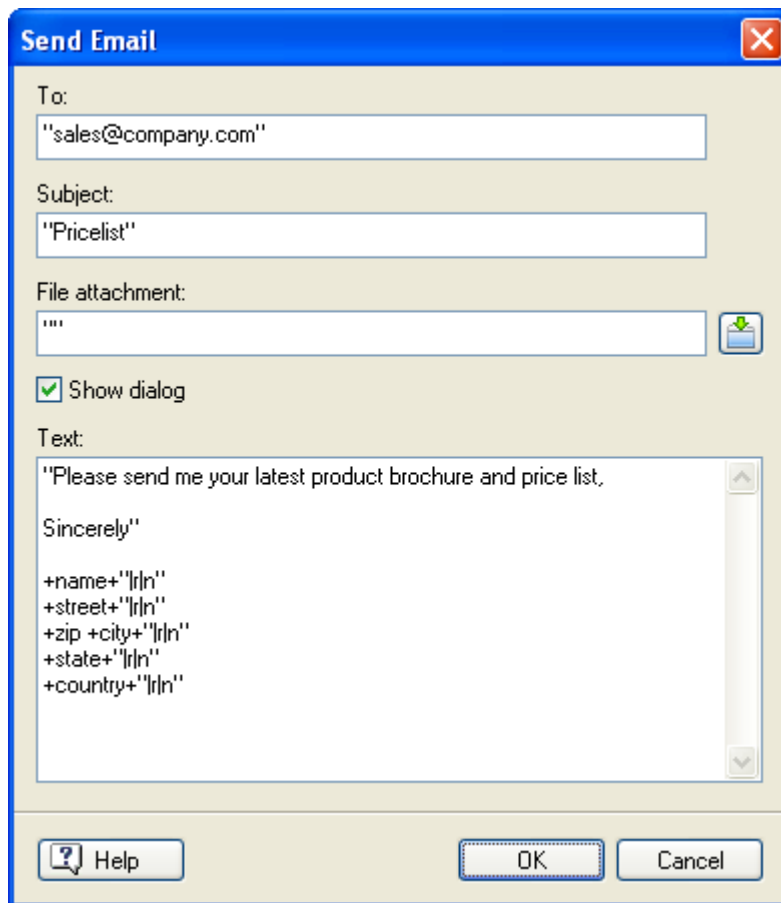 Send Email
To:
"sales@company.com"
Subject:
"Pricelist"
File attachment:
""
Show dialog
Text:
"Please send me your latest product brochure and price list,
Sincerely"
+name+"|r|n"
+street+"|r|n"
+zip +city+"|r|n"
+state+"|r|n"
+country+"|r|n"
Help
OK
Cancel